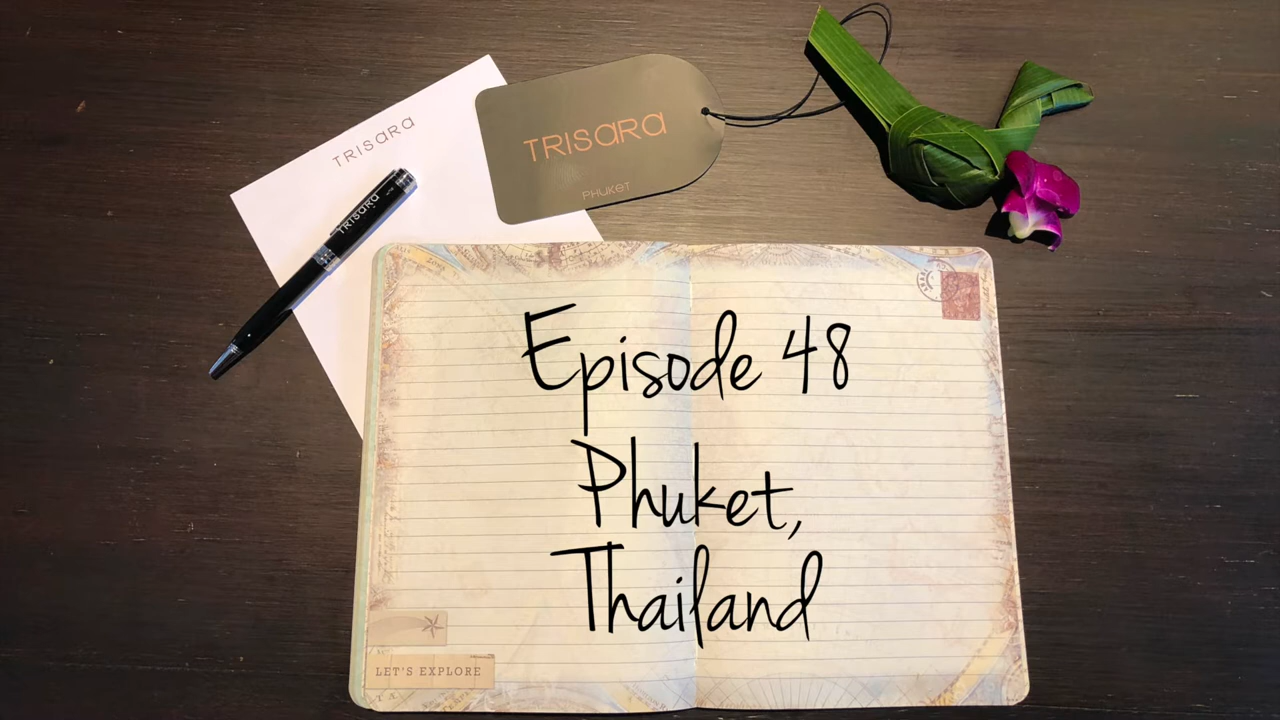 TRISARA
TRISARA
PHUKET
TRISARA
Episode 48
Phuket,
Thailand
LET'S EXPLORE